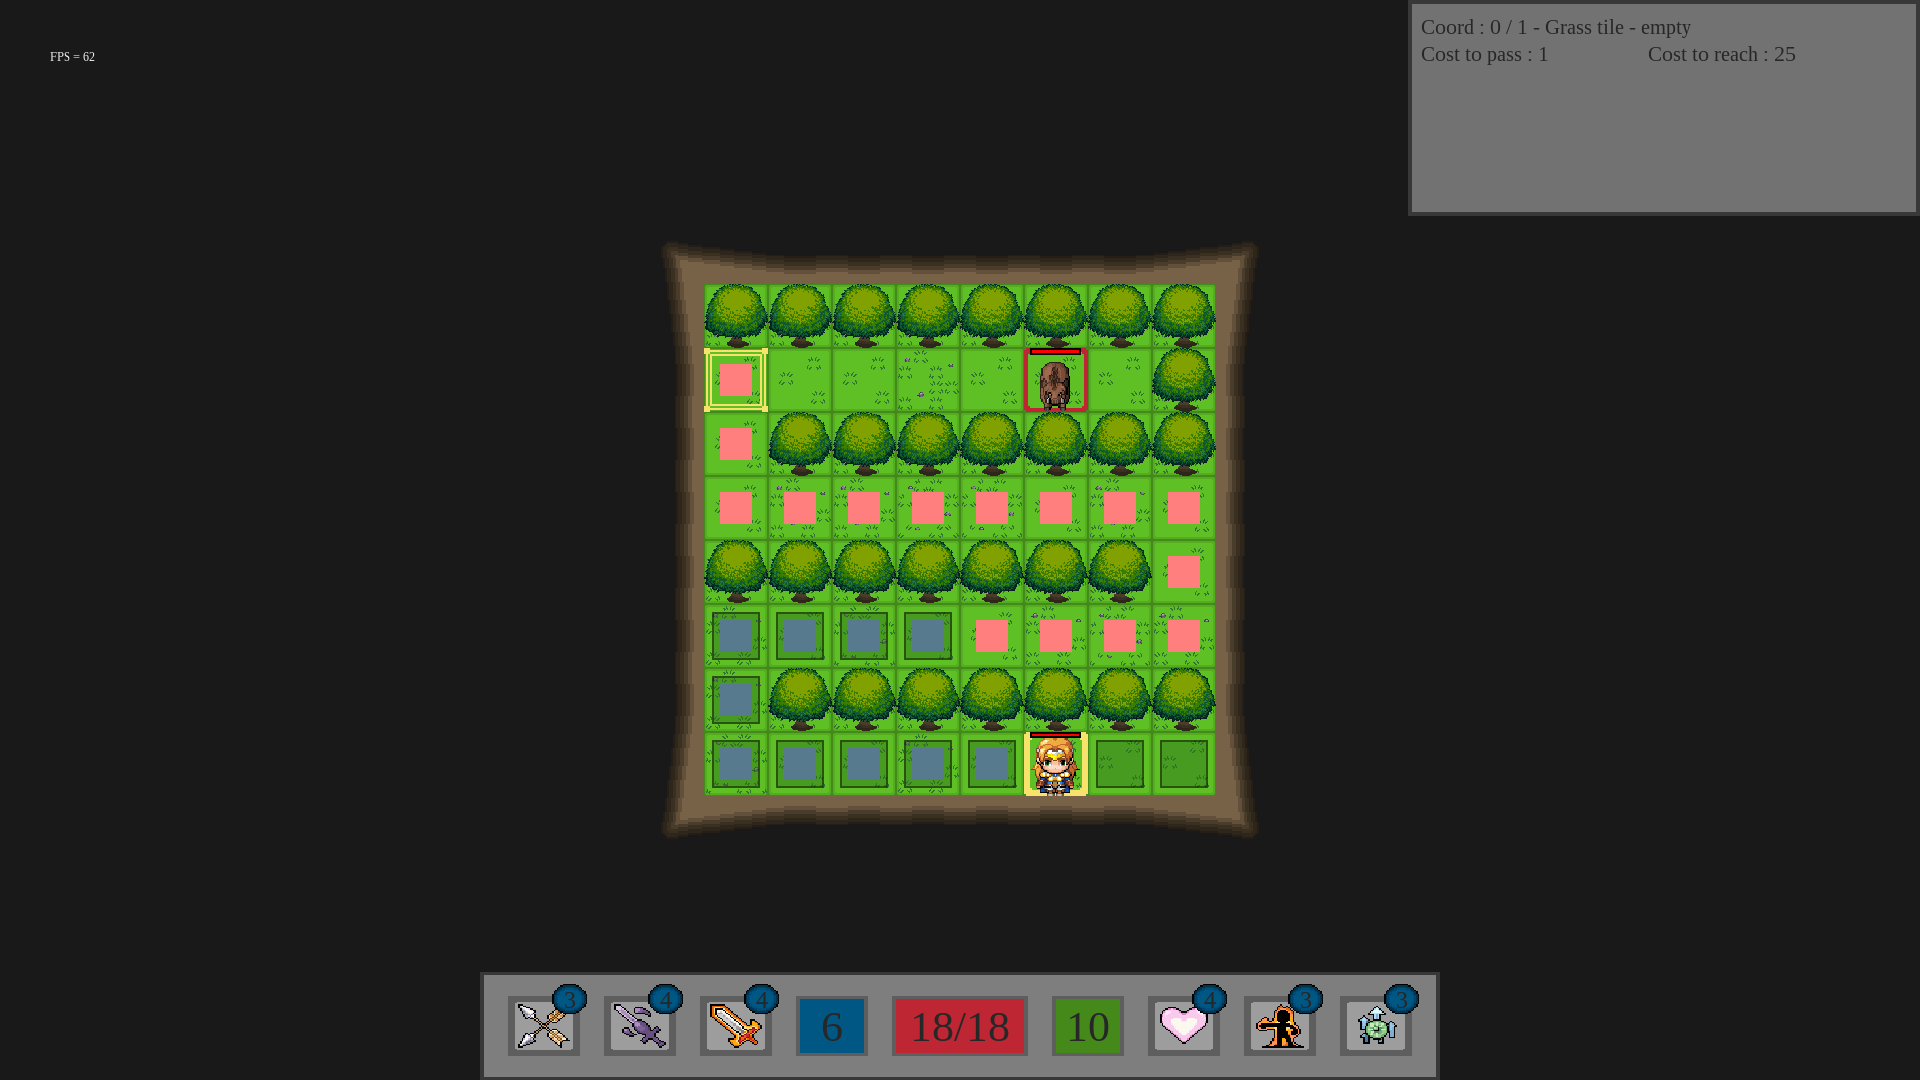 Coord : 0 / 1 - Grass tile - empty
Cost to pass : 1 Cost to reach : 25
FPS = 62
3 4 4 6 18/18 10 4 3 3